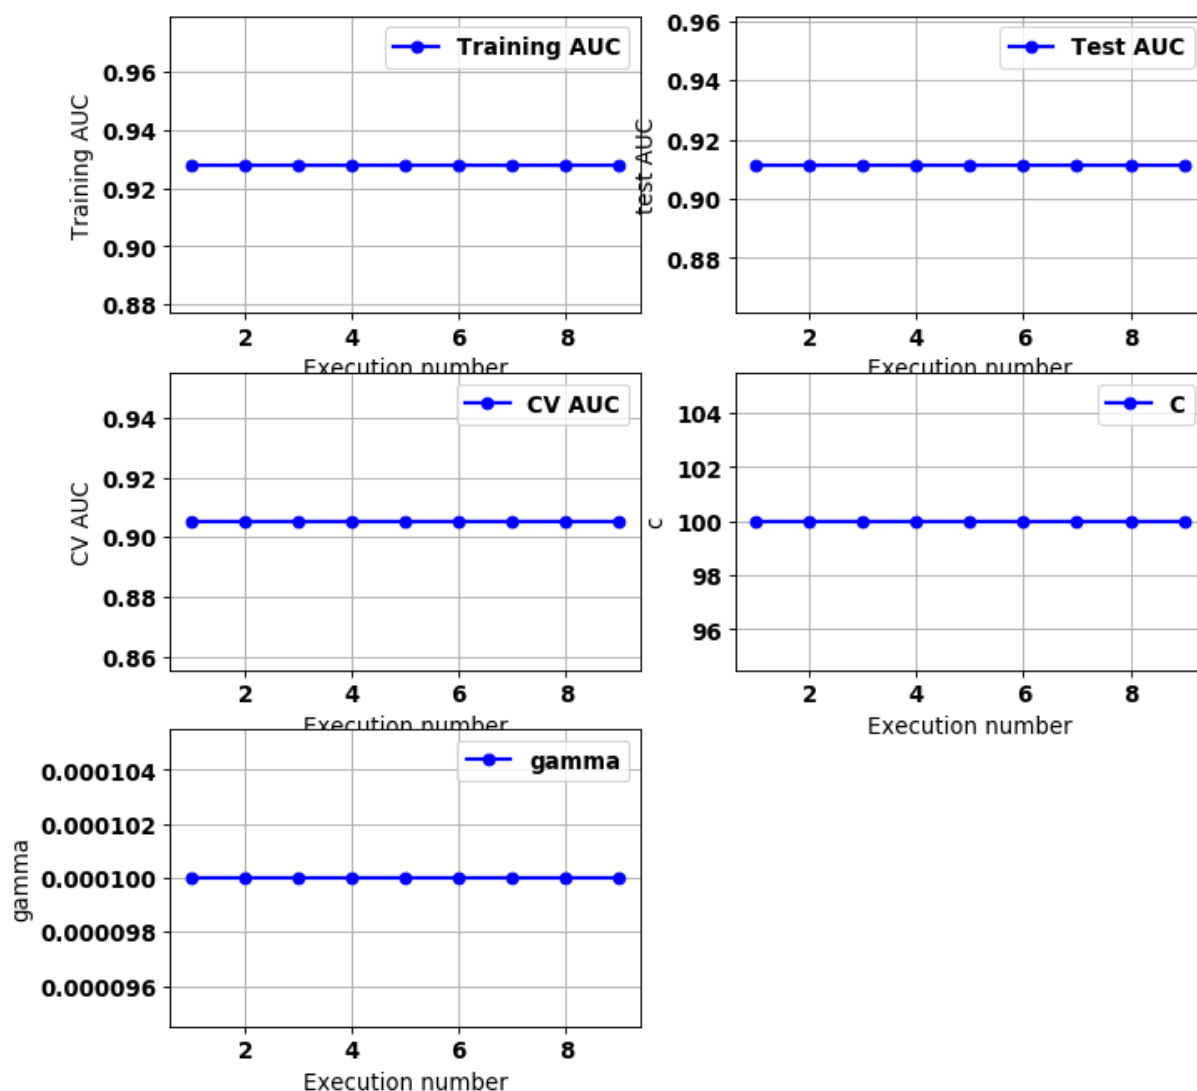 Training AUC
Training AUC
0.96
0.94
0.92
0.90
0.88
2 4 6 8
Execution number
Test AUC
test AUC
0.96
0.94
0.92
0.90
0.88
2 4 6 8
Execution number
CV AUC
CV AUC
0.94
0.92
0.90
0.88
0.86
2 4 6 8
Execution number
C
c
104
102
100
98
96
2 4 6 8
Execution number
gamma
gamma
0.000104
0.000102
0.000100
0.000098
0.000096
2 4 6 8
Execution number